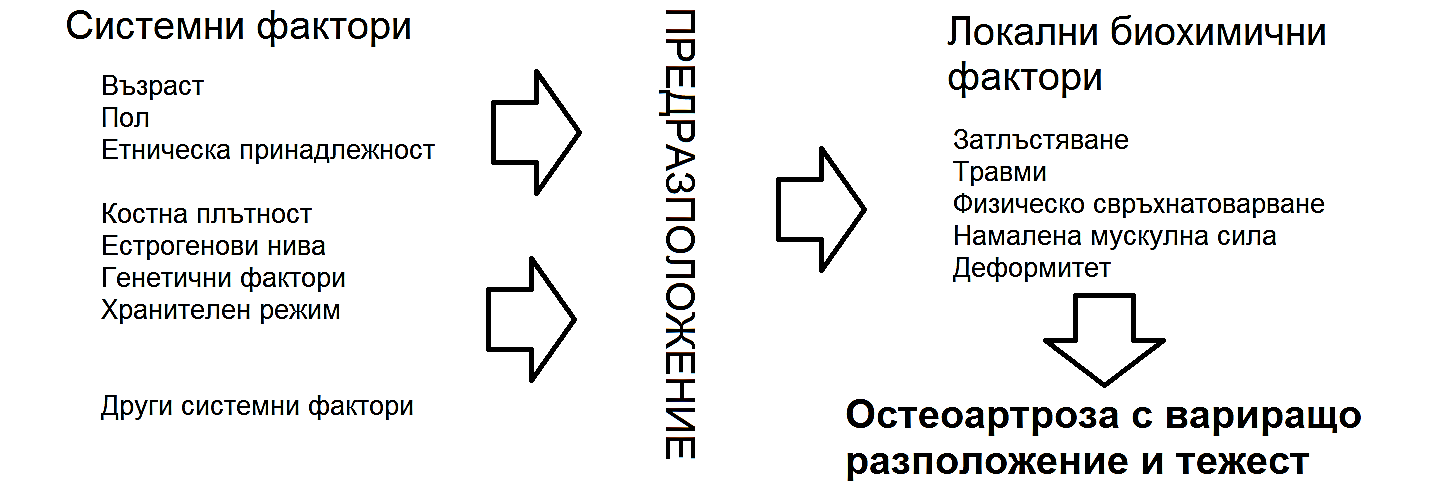 Системни фактори
Възраст
Пол
Етническа принадлежност
Костна плътност
Естрогенови нива
Генетични фактори
Хранителен режим
Други системни фактори
ПРЕДРАЗПОЛОЖЕНИЕ
Локални биохимични
фактори
Затлъстяване
Травми
Физическо свръхнатоварване
Намалена мускулна сила
Деформитет
Остеоартроза с вариращо
разположение и тежест